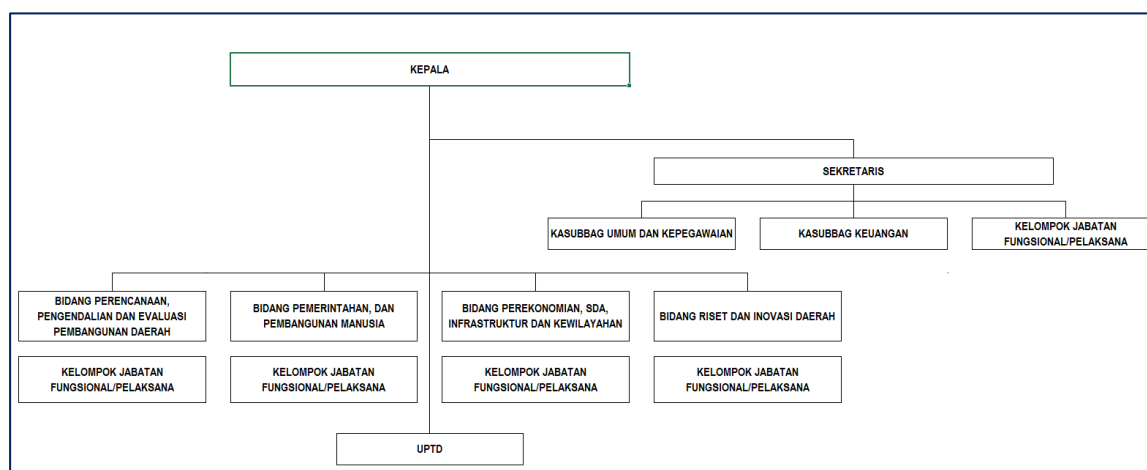 KEPALA
SEKRETARIS
KASUBBAG UMUM DAN KEPEGAWAIAN
KASUBBAG KEUANGAN
KELOMPOK JABATAN
FUNGSIONAL/PELAKSANA
BIDANG PERENCANAAN,
PENGENDALIAN DAN EVALUASI
PEMBANGUNAN DAERAH
BIDANG PEMERINTAHAN, DAN
PEMBANGUNAN MANUSIA
BIDANG PEREKONOMIAN, SDA,
INFRASTRUKTUR DAN KEWILAYAHAN
BIDANG RISET DAN INOVASI DAERAH
KELOMPOK JABATAN
FUNGSIONAL/PELAKSANA
KELOMPOK JABATAN
FUNGSIONAL/PELAKSANA
KELOMPOK JABATAN
FUNGSIONAL/PELAKSANA
KELOMPOK JABATAN
FUNGSIONAL/PELAKSANA
UPTD